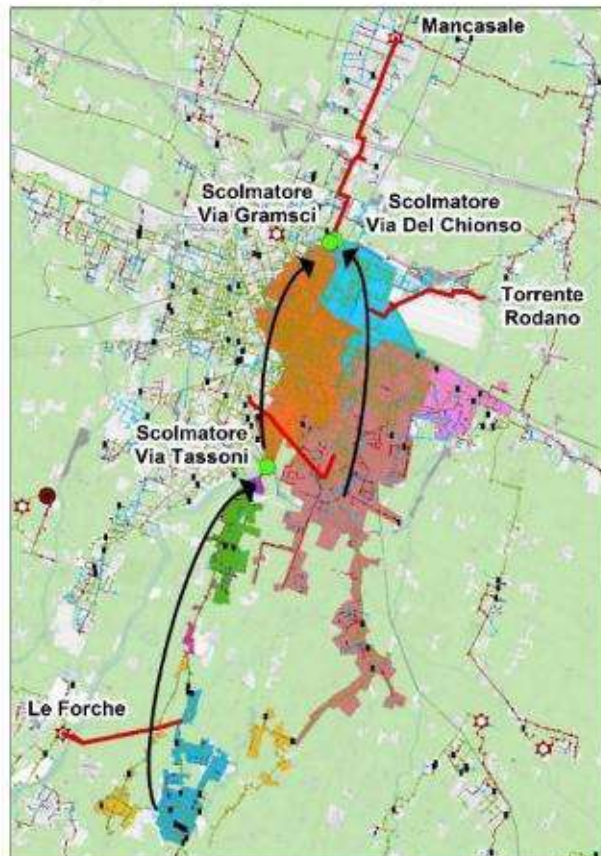 Mancasale
Scolmatore
Via Gramsci
Scolmatore
Via Del Chionso
Torrente
Rodano
Scolmatore
Via Tassoni
Le Forche